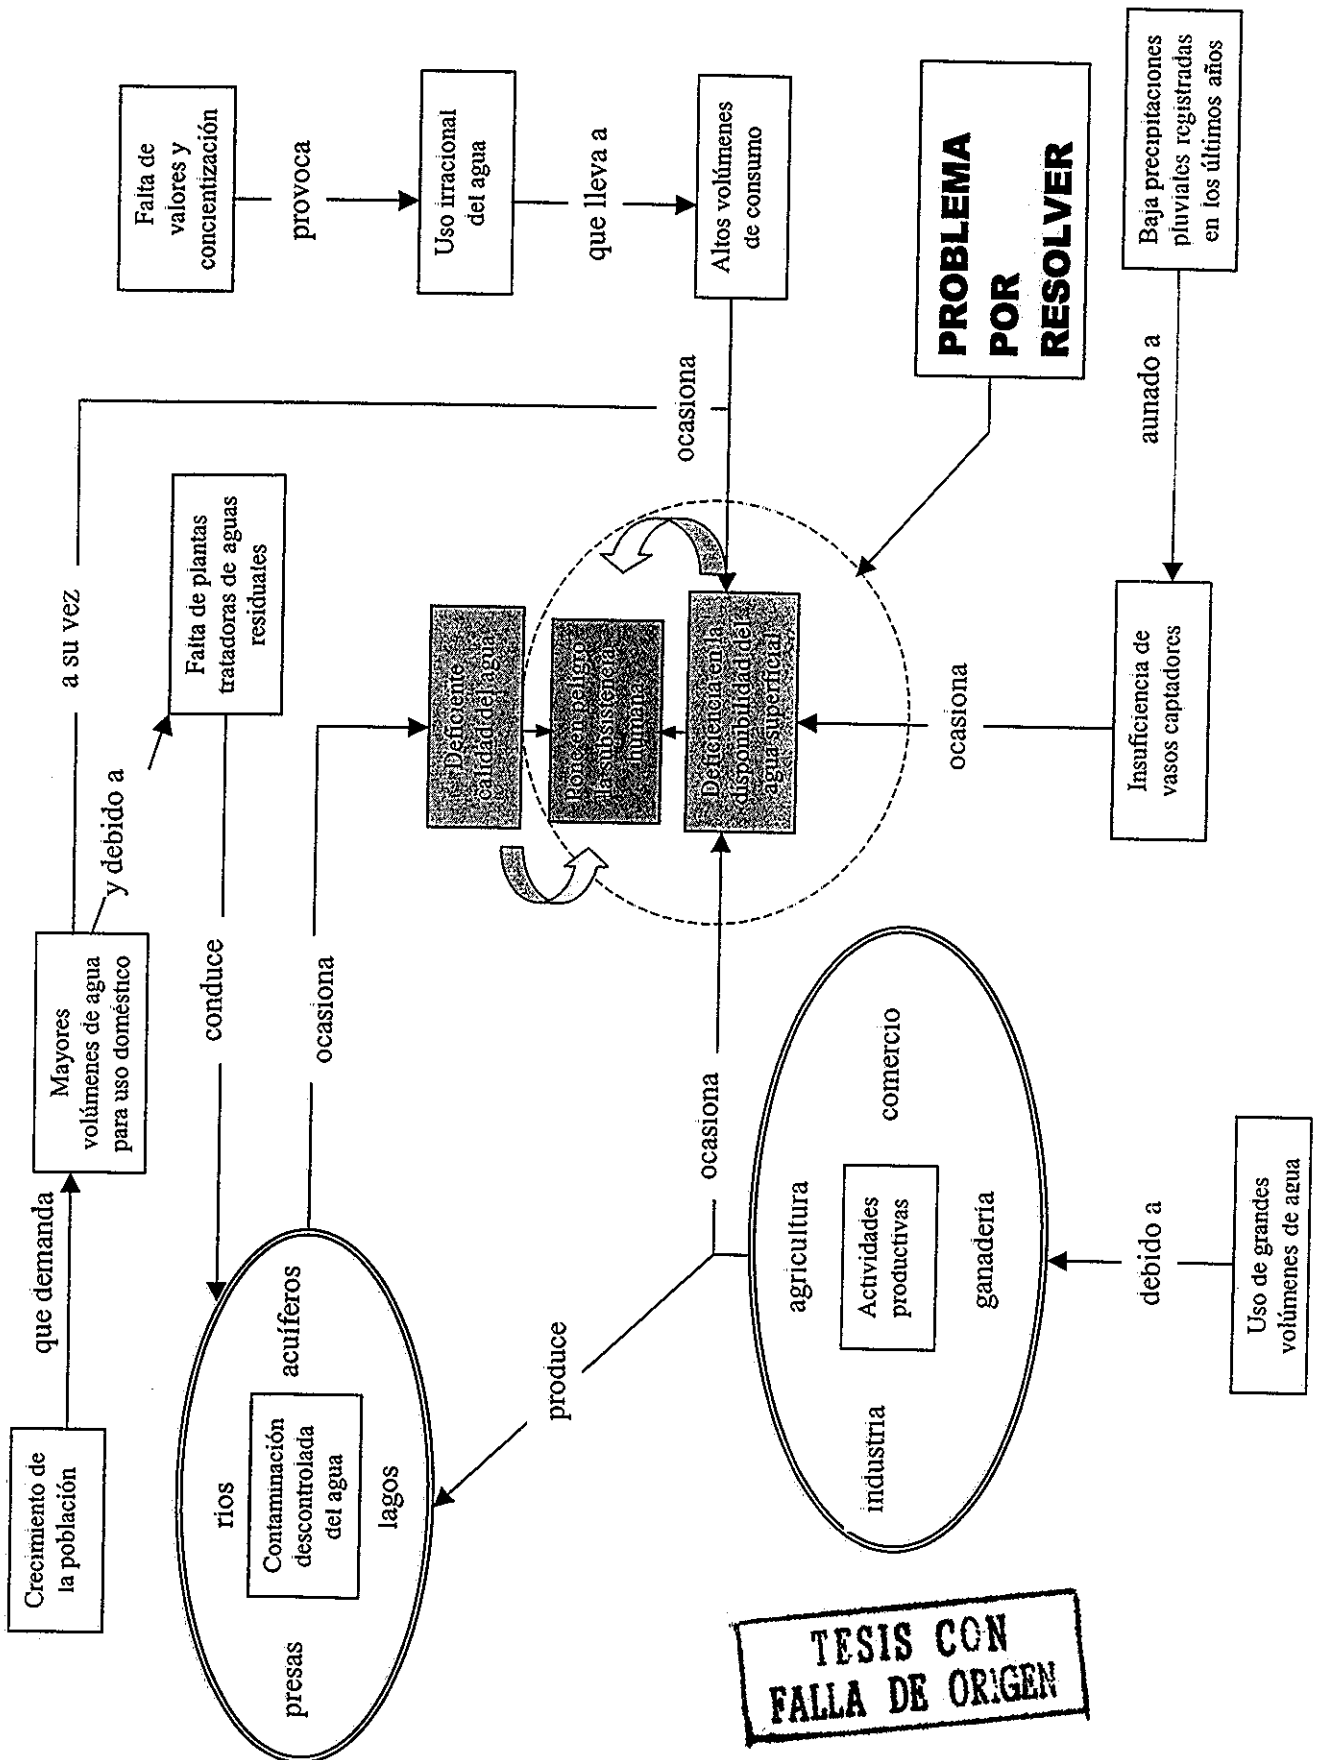 Crecimiento de
la población
que demanda
Mayores
volúmenes de agua
para uso doméstico
a su vez
y debido a
Falta de plantas
tratadoras de aguas
residuales
conduce
Falta de
valores y
concientización
provoca
Uso irracional
del agua
que lleva a
Altos volúmenes
de consumo
ocasiona
presas
rios
acuíferos
Contaminación
descontrolada
del agua
lagos
ocasiona
Deficiente
calidad del agua
Pone en peligro
la subsistencia
humana
Deficiencia en la
disponibilidad del
agua superficial
PROBLEMA
POR
RESOLVER
produce
ocasiona
industria
agricultura
comercio
Actividades
productivas
ganadería
debido a
Uso de grandes
volúmenes de agua
ocasiona
Insuficiencia de
vasos captadores
aunado a
Baja precipitaciones
pluviales registradas
en los últimos años
TESIS CON
FALLA DE ORIGEN